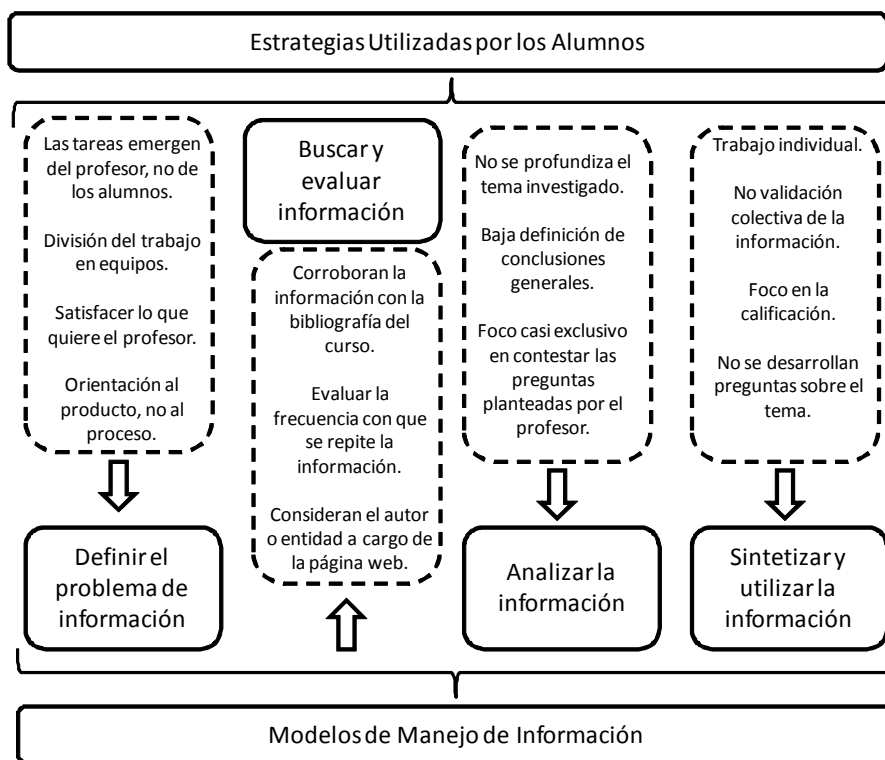 Estrategias Utilizadas por los Alumnos
Las tareas emergen
del profesor, no de
los alumnos.
División del trabajo
en equipos.
Satisfacer lo que
quiere el profesor.
Orientación al
producto, no al
proceso.
Definir el
problema de
información
Buscar y
evaluar
información
Corroboran la
información con la
bibliografía del
curso.
Evaluar la
frecuencia con que
se repite la
información.
Consideran el autor
o entidad a cargo de
la página web.
No se profundiza el
tema investigado.
Baja definición de
conclusiones
generales.
Foco casi exclusivo
en contestar las
preguntas
planteadas por el
profesor.
Analizar la
información
Trabajo individual.
No validación
colectiva de la
información.
Foco en la
calificación.
No se desarrollan
preguntas sobre el
tema.
Sintetizar y
utilizar la
información
Modelos de Manejo de Información